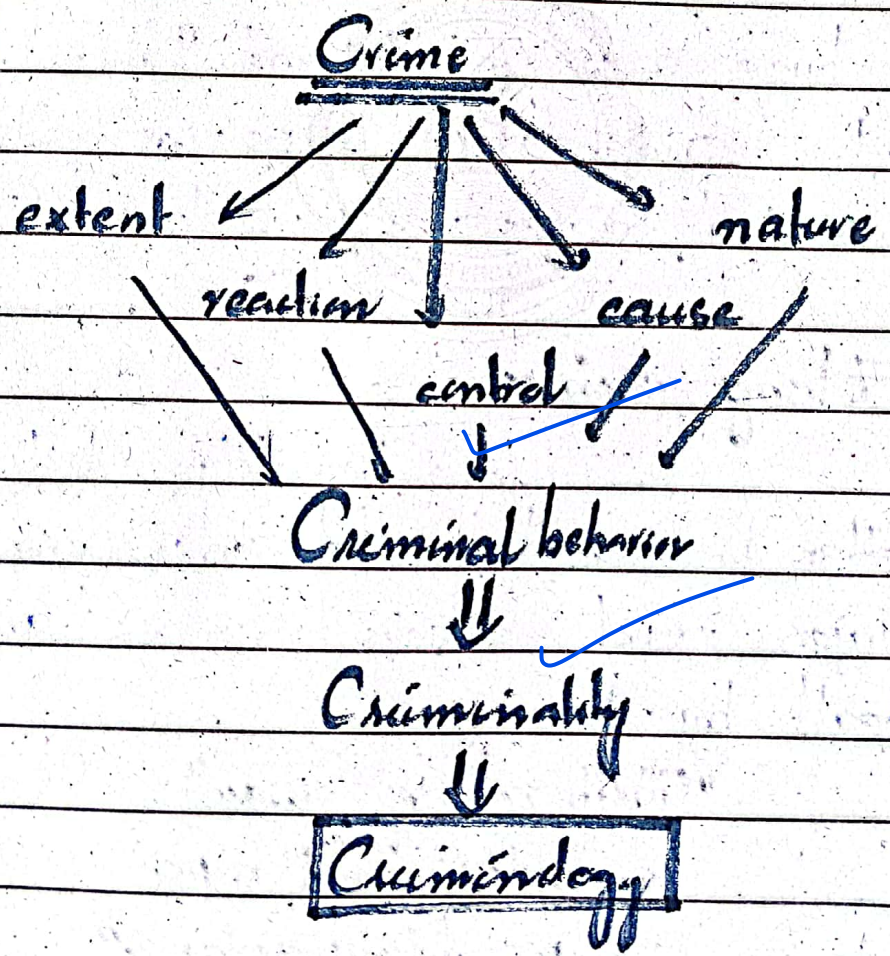 Crime
extent
nature
reaction
cause
control
Criminal behavior
Criminality
Criminology